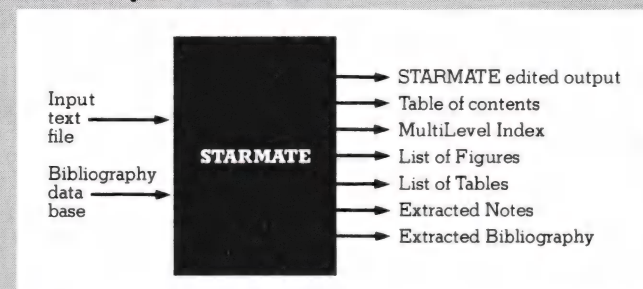 Input
text
file
Bibliography
data
base
STARMATE
STARMATE edited output
Table of contents
MultiLevel Index
List of Figures
List of Tables
Extracted Notes
Extracted Bibliography